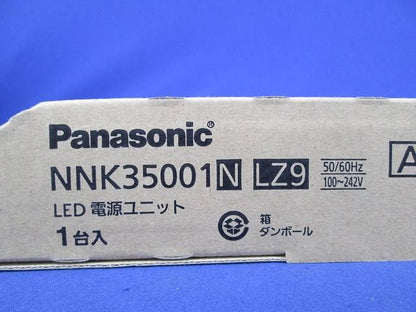 Panasonic®
NNK35001 N LZ9 50/60Hz 100~242V A
LED 電源ユニット
1台入
箱
ダンボール